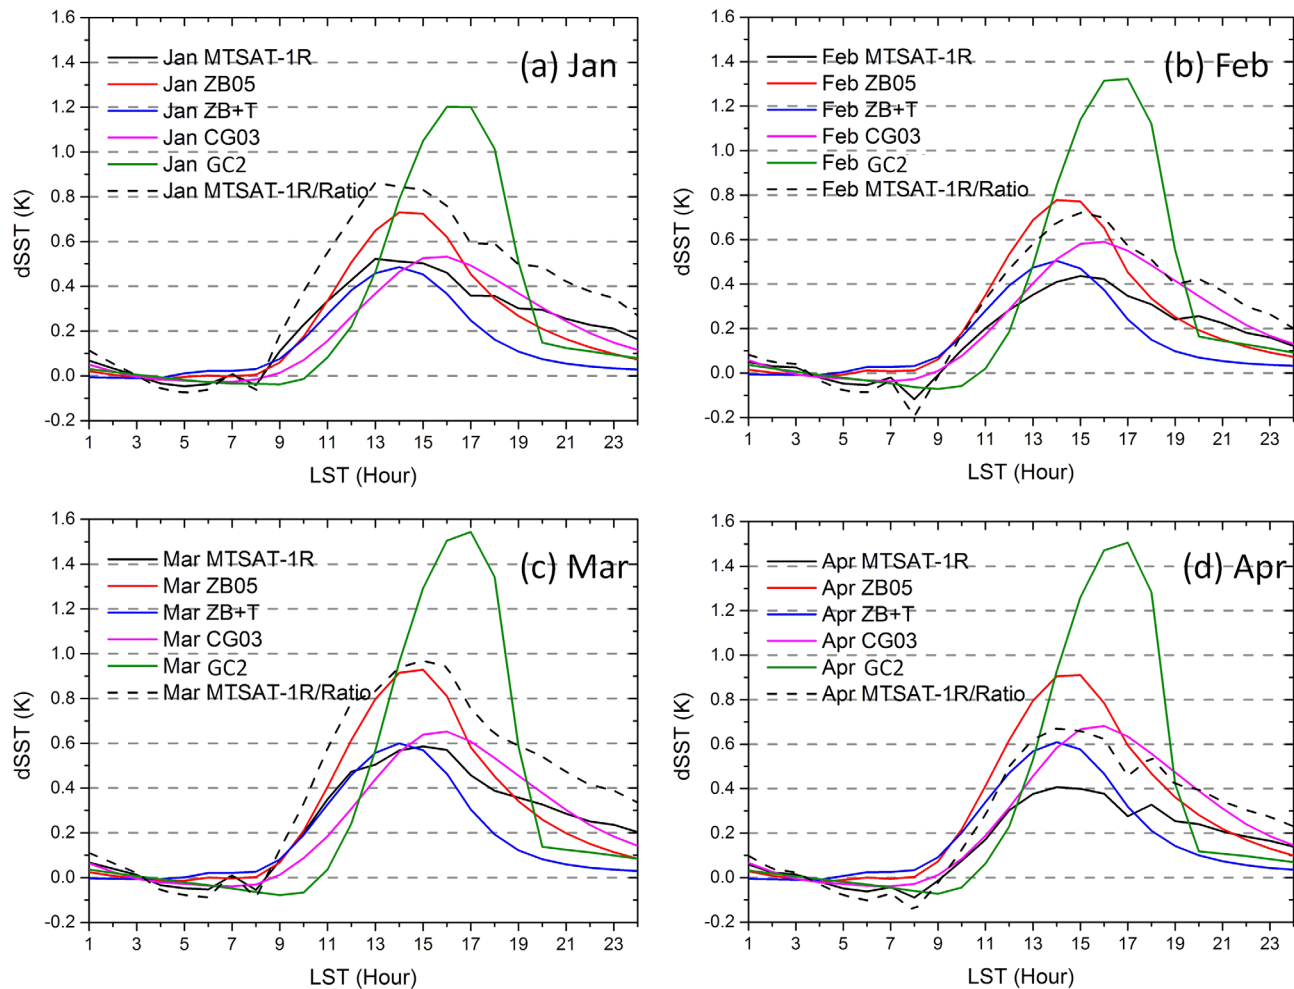 (a) Jan
dSST (K)
1.6
1.4
1.2
1.0
0.8
0.6
0.4
0.2
0.0
-0.2
Jan MTSAT-1R
Jan ZB05
Jan ZB+T
Jan CG03
Jan GC2
Jan MTSAT-1R/Ratio
1 3 5 7 9 11 13 15 17 19 21 23
LST (Hour)
(b) Feb
dSST (K)
1.6
1.4
1.2
1.0
0.8
0.6
0.4
0.2
0.0
-0.2
Feb MTSAT-1R
Feb ZB05
Feb ZB+T
Feb CG03
Feb GC2
Feb MTSAT-1R/Ratio
1 3 5 7 9 11 13 15 17 19 21 23
LST (Hour)
(c) Mar
dSST (K)
1.6
1.4
1.2
1.0
0.8
0.6
0.4
0.2
0.0
-0.2
Mar MTSAT-1R
Mar ZB05
Mar ZB+T
Mar CG03
Mar GC2
Mar MTSAT-1R/Ratio
1 3 5 7 9 11 13 15 17 19 21 23
LST (Hour)
(d) Apr
dSST (K)
1.6
1.4
1.2
1.0
0.8
0.6
0.4
0.2
0.0
-0.2
Apr MTSAT-1R
Apr ZB05
Apr ZB+T
Apr CG03
Apr GC2
Apr MTSAT-1R/Ratio
1 3 5 7 9 11 13 15 17 19 21 23
LST (Hour)